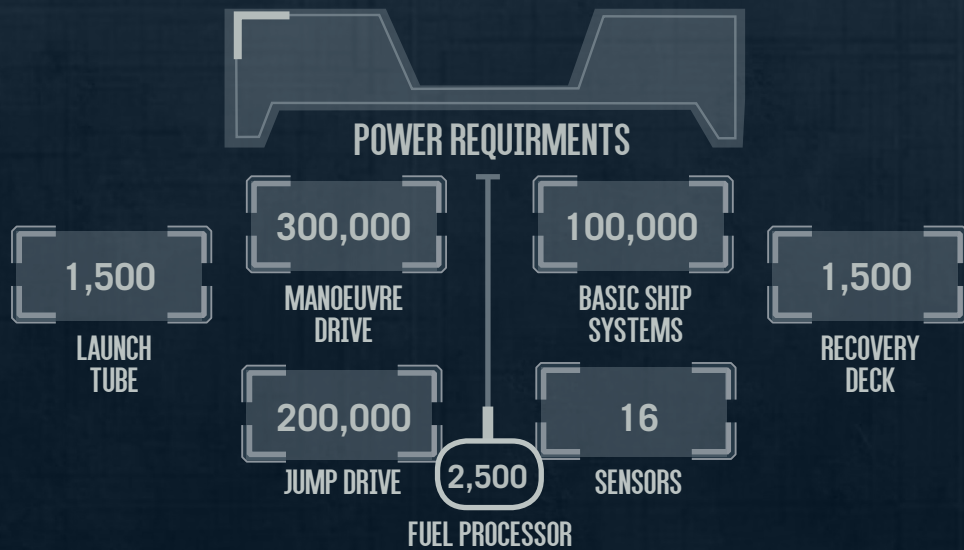 POWER REQUIRMENTS
1,500
LAUNCH
TUBE
300,000
MANOEUVRE
DRIVE
100,000
BASIC SHIP
SYSTEMS
1,500
RECOVERY
DECK
200,000
JUMP DRIVE
2,500
FUEL PROCESSOR
16
SENSORS